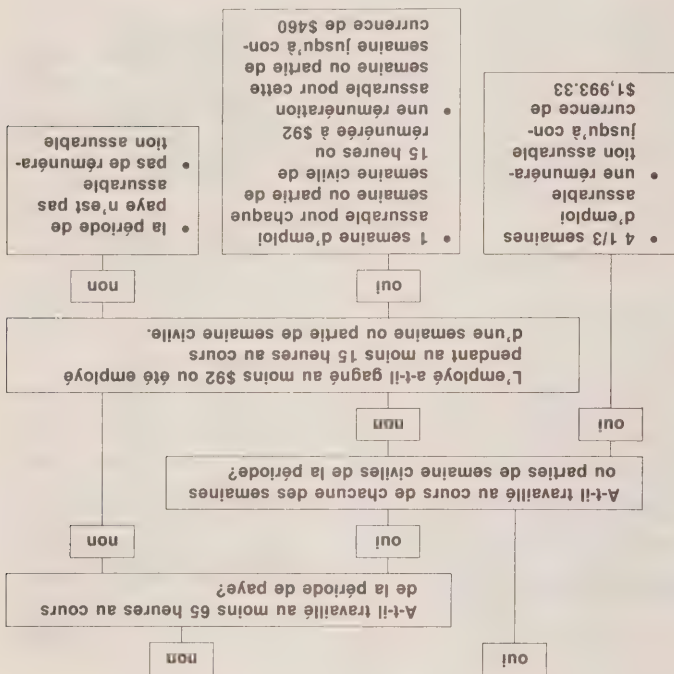 oui
non
A-t-il travaillé au moins 65 heures au cours
de la période de paye?
oui
non
A-t-il travaillé au cours de chacune des semaines
ou parties de semaine civiles de la période?
oui
non
L'employé a-t-il gagné au moins $92 ou été employé
pendant au moins 15 heures au cours
d'une semaine ou partie de semaine civile.
oui
non
• 4 1/3 semaines
d'emploi
assurable
• une rémunéra-
tion assurable
jusqu'à con-
currence de
$1,993.33
• 1 semaine d'emploi
assurable pour chaque
semaine ou partie de
semaine civile de
15 heures ou
rémunérée à $92
• une rémunération
assurable pour cette
semaine ou partie de
semaine jusqu'à con-
currence de $460
• la période de
paye n'est pas
assurable
• pas de rémunéra-
tion assurable